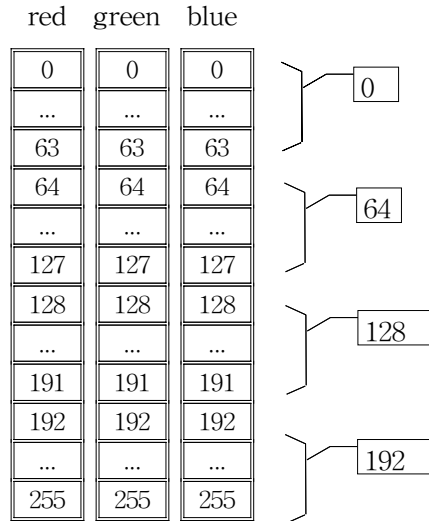 red green blue
0 0 0
... ... ...
0
63 63 63
64 64 64
64
... ... ...
127 127 127
128 128 128
128
... ... ...
191 191 191
192 192 192
192
... ... ...
255 255 255